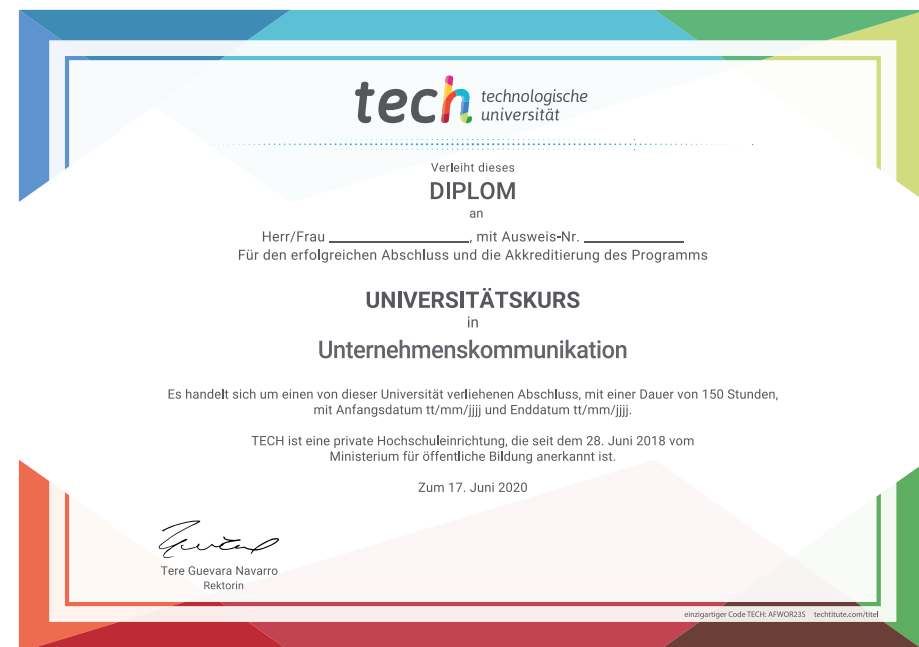 tech technologische
universität
Verleiht dieses
DIPLOM
an
Herr/Frau ____________, mit Ausweis-Nr. ____________
Für den erfolgreichen Abschluss und die Akkreditierung des Programms
UNIVERSITÄTSKURS
in
Unternehmenskommunikation
Es handelt sich um einen von dieser Universität verliehenen Abschluss, mit einer Dauer von 150 Stunden,
mit Anfangsdatum tt/mm/jjjj und Enddatum tt/mm/jjjj.
TECH ist eine private Hochschuleinrichtung, die seit dem 28. Juni 2018 vom
Ministerium für öffentliche Bildung anerkannt ist.
Zum 17. Juni 2020
Tere Guevara Navarro
Rektorin
einzigartiger Code TECH: AFWOR23S techtitute.com/titel